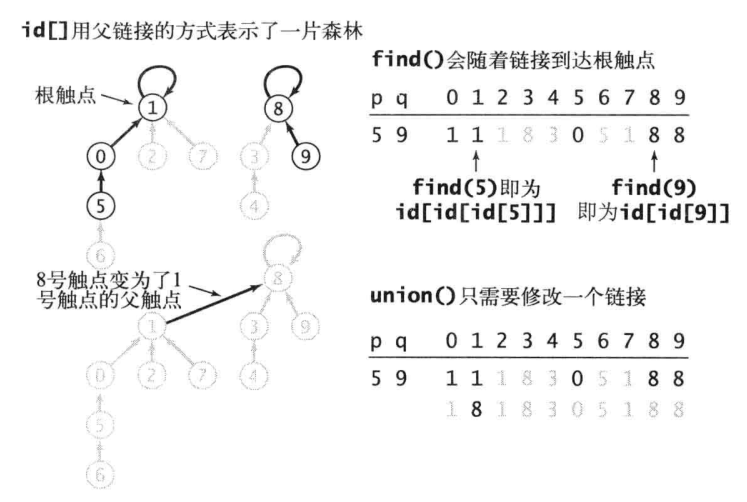 id[]用父链接的方式表示了一片森林
根触点
1
8
0
2
7
3
9
5
4
6
8号触点变为了1
号触点的父触点
8
1
3
9
0
2
7
4
5
6
find()会随着链接到达根触点
p q 0 1 2 3 4 5 6 7 8 9
5 9 1 1 1 8 3 0 5 1 8 8
find(5)即为
id[id[id[5]]]
find(9)
即为id[id[9]]
union()只需要修改一个链接
p q 0 1 2 3 4 5 6 7 8 9
5 9 1 1 1 8 3 0 5 1 8 8
1 8 1 8 3 0 5 1 8 8